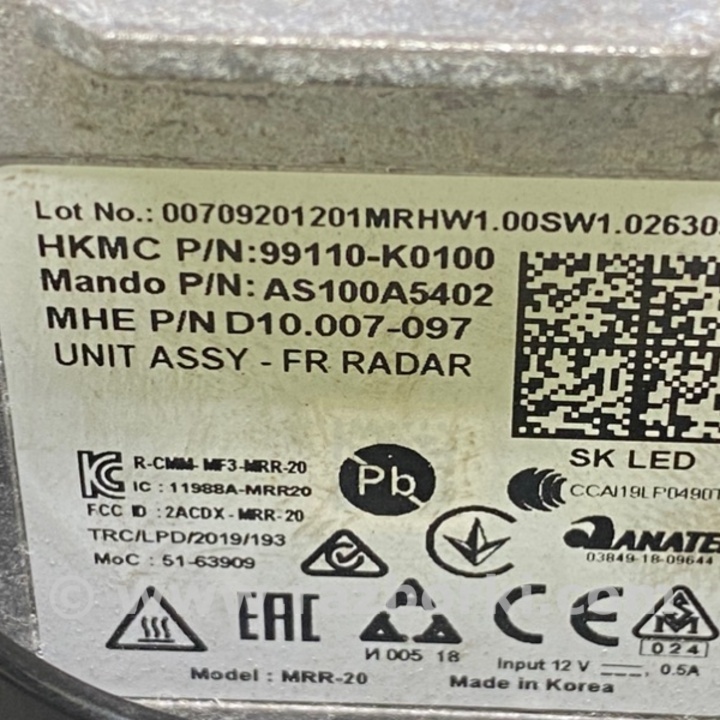 Lot No.: 00709201201MRHW1.00SW1.02630
HKMC P/N:99110-K0100
Mando P/N: AS100A5402
MHE P/N D10.007-097
UNIT ASSY - FR RADAR
SK LED
R-CMM-MF3-MRR-20
IC : 11988A-MRR20
FCC ID : 2ACDX-MRR-20
TRC/LPD/2019/193
MoC : 51-63909
Pb
CCAI19LP0490T
ANATE
03849-18-09644
EAC
И 005 18
CE
024
Input 12 V 0.5A
Model : MRR-20
Made in Korea